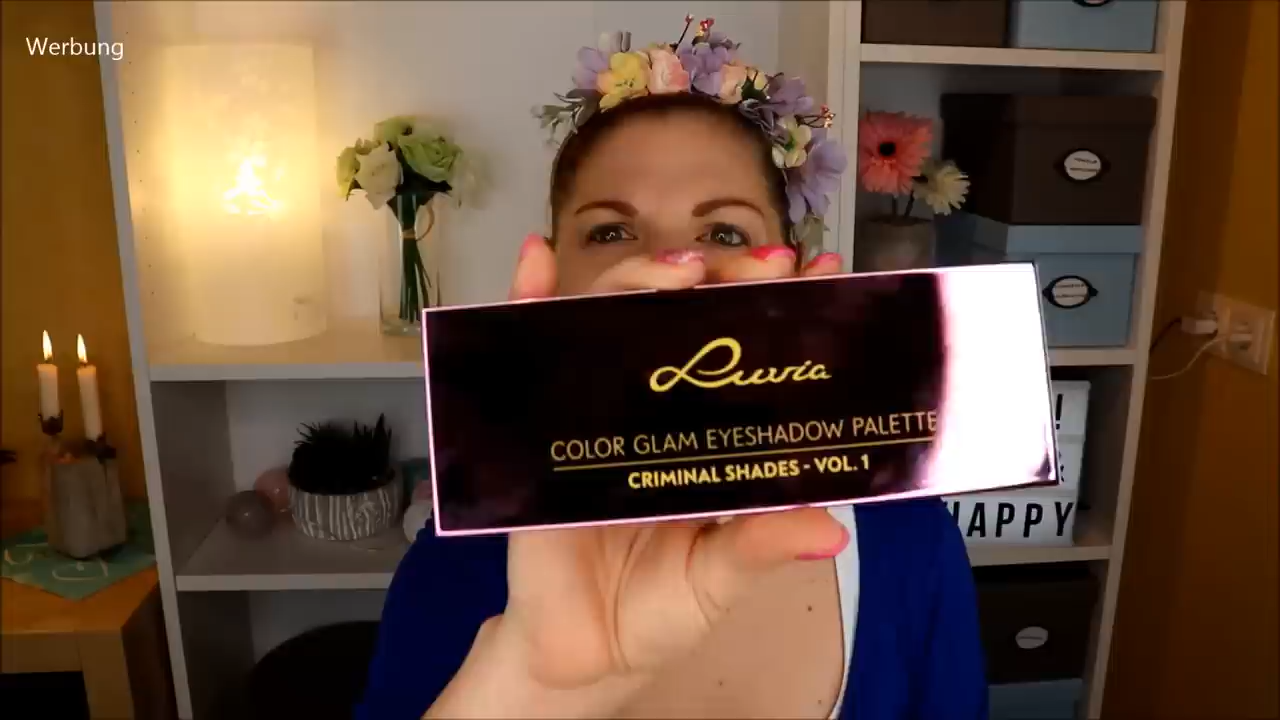 Werbung
Luvia
COLOR GLAM EYESHADOW PALETTE
CRIMINAL SHADES - VOL. 1
HAPPY